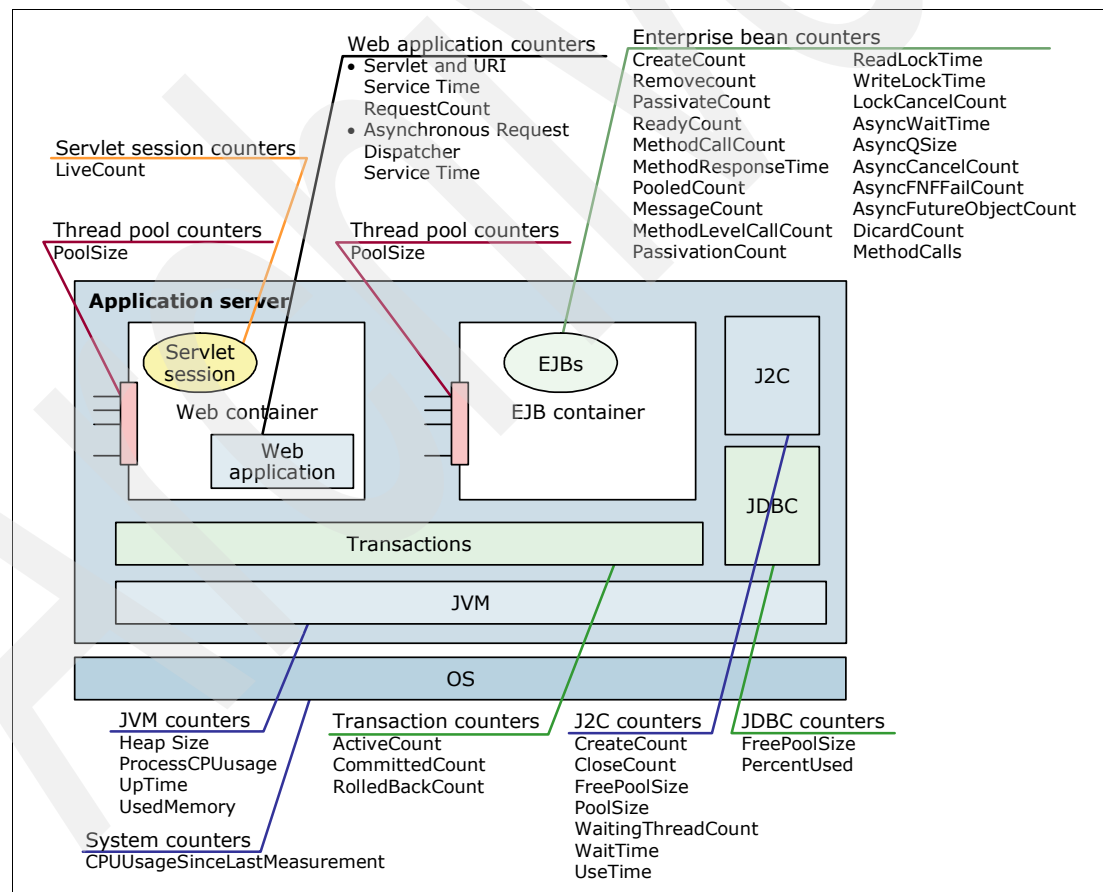 Web application counters
• Servlet and URI
Service Time
RequestCount
• Asynchronous Request
Dispatcher
Service Time
Enterprise bean counters
CreateCount
Removecount
PassivateCount
ReadyCount
MethodCallCount
MethodResponseTime
PooledCount
MessageCount
MethodLevelCallCount
PassivationCount
ReadLockTime
WriteLockTime
LockCancelCount
AsyncWaitTime
AsyncQSize
AsyncCancelCount
AsyncFNFFailCount
AsyncFutureObjectCount
DicardCount
MethodCalls
Servlet session counters
LiveCount
Thread pool counters
PoolSize
Thread pool counters
PoolSize
Application server
Servlet
session
Web container
Web
application
EJBs
EJB container
J2C
JDBC
Transactions
JVM
OS
JVM counters
Heap Size
ProcessCPUusage
UpTime
UsedMemory
System counters
CPUUsageSinceLastMeasurement
Transaction counters
ActiveCount
CommittedCount
RolledBackCount
J2C counters
CreateCount
CloseCount
FreePoolSize
PoolSize
WaitingThreadCount
WaitTime
UseTime
JDBC counters
FreePoolSize
PercentUsed